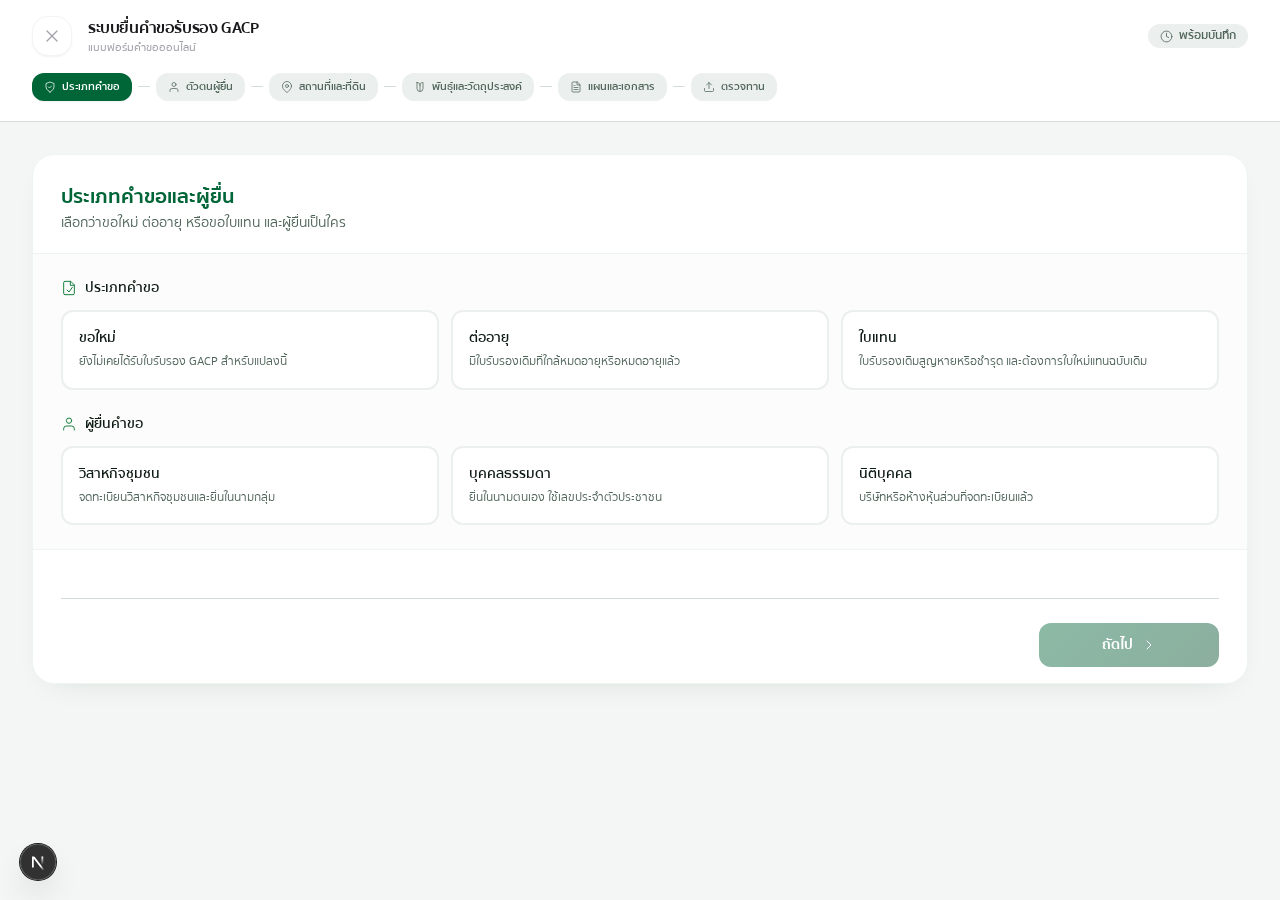 ระบบยื่นคำขอรับรอง GACP
แบบฟอร์มคำขอออนไลน์
พร้อมบันทึก
ประเภทคำขอ
ตัวตนผู้ยื่น
สถานที่และที่ดิน
พันธุ์และวัตถุประสงค์
แผนและเอกสาร
ตรวจทาน
ประเภทคำขอและผู้ยื่น
เลือกว่าขอใหม่ ต่ออายุ หรือขอใบแทน และผู้ยื่นเป็นใคร
ประเภทคำขอ
ขอใหม่
ยังไม่เคยได้รับใบรับรอง GACP สำหรับแปลงนี้
ต่ออายุ
มีใบรับรองเดิมที่ใกล้หมดอายุหรือหมดอายุแล้ว
ใบแทน
ใบรับรองเดิมสูญหายหรือชำรุด และต้องการใบใหม่แทนฉบับเดิม
ผู้ยื่นคำขอ
วิสาหกิจชุมชน
จดทะเบียนวิสาหกิจชุมชนและยื่นในนามกลุ่ม
บุคคลธรรมดา
ยื่นในนามตนเอง ใช้เลขประจำตัวประชาชน
นิติบุคคล
บริษัทหรือห้างหุ้นส่วนที่จดทะเบียนแล้ว
ถัดไป
N